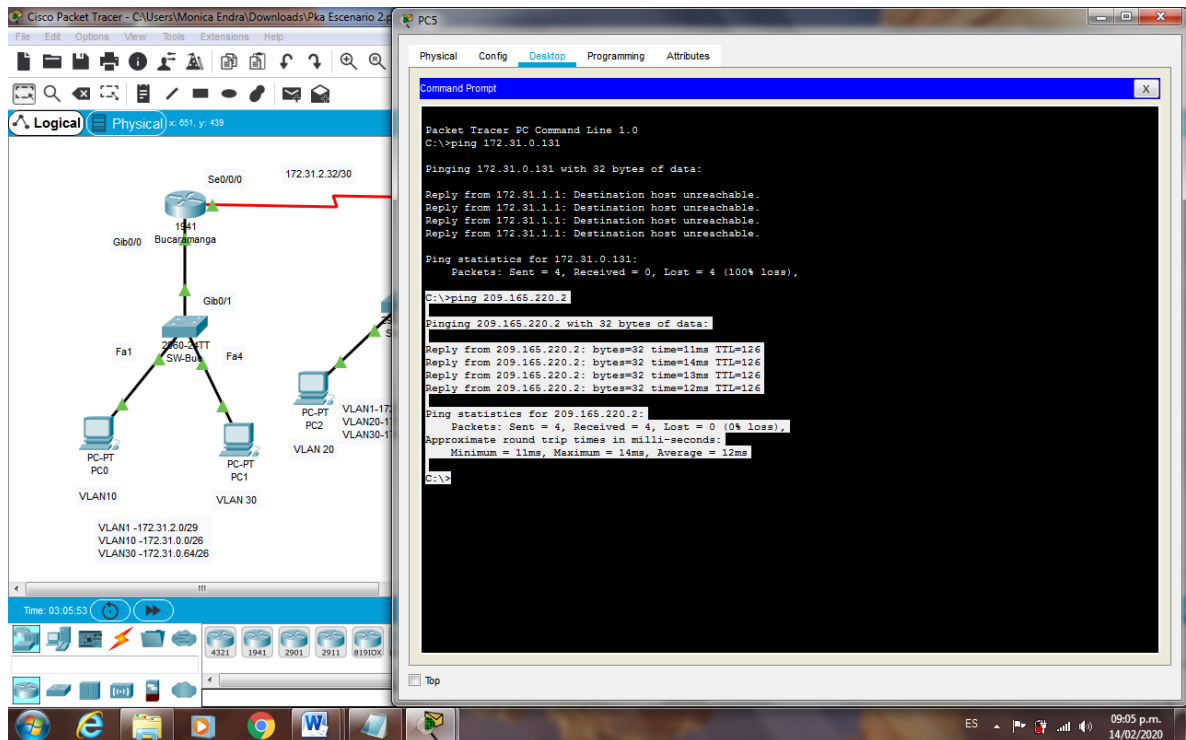 Cisco Packet Tracer - C:\Users\Monica Endra\Downloads\Pka Escenario 2.p
File Edit Options View Tools Extensions Help
Logical
Physical
x: 651, y: 439
Se0/0/0
172.31.2.32/30
1941
Bucaramanga
Gib0/0
Gib0/1
2960-24TT
SW-Buc
Fa1
Fa4
PC-PT
PC0
PC-PT
PC1
PC-PT
PC2
VLAN1-17
VLAN20-1
VLAN30-1
VLAN 20
VLAN10
VLAN 30
VLAN1 -172.31.2.0/29
VLAN10 -172.31.0.0/26
VLAN30 -172.31.0.64/26
Time: 03:05:53
4321
1941
2901
2911
819IOX
PC5
Physical Config Desktop Programming Attributes
Command Prompt
X
Packet Tracer PC Command Line 1.0
C:\>ping 172.31.0.131
Pinging 172.31.0.131 with 32 bytes of data:
Reply from 172.31.1.1: Destination host unreachable.
Reply from 172.31.1.1: Destination host unreachable.
Reply from 172.31.1.1: Destination host unreachable.
Reply from 172.31.1.1: Destination host unreachable.
Ping statistics for 172.31.0.131:
Packets: Sent = 4, Received = 0, Lost = 4 (100% loss),
C:\>ping 209.165.220.2
Pinging 209.165.220.2 with 32 bytes of data:
Reply from 209.165.220.2: bytes=32 time=11ms TTL=126
Reply from 209.165.220.2: bytes=32 time=14ms TTL=126
Reply from 209.165.220.2: bytes=32 time=13ms TTL=126
Reply from 209.165.220.2: bytes=32 time=12ms TTL=126
Ping statistics for 209.165.220.2:
Packets: Sent = 4, Received = 4, Lost = 0 (0% loss),
Approximate round trip times in milli-seconds:
Minimum = 11ms, Maximum = 14ms, Average = 12ms
C:\>
Top
ES
09:05 p.m.
14/02/2020